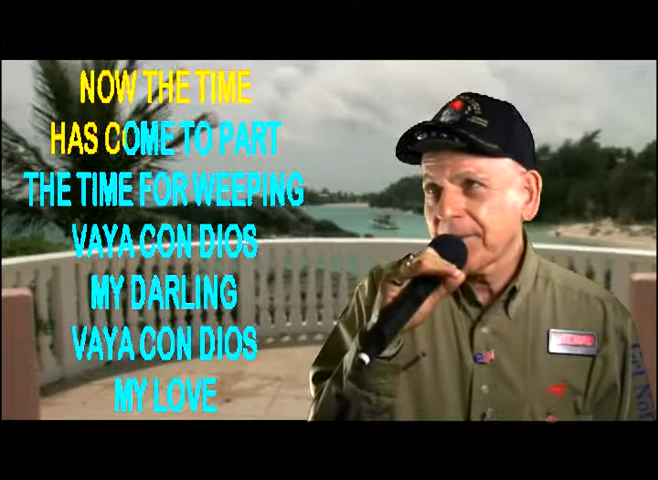 NOW THE TIME
HAS COME TO PART
THE TIME FOR WEEPING
VAYA CON DIOS
MY DARLING
VAYA CON DIOS
MY LOVE